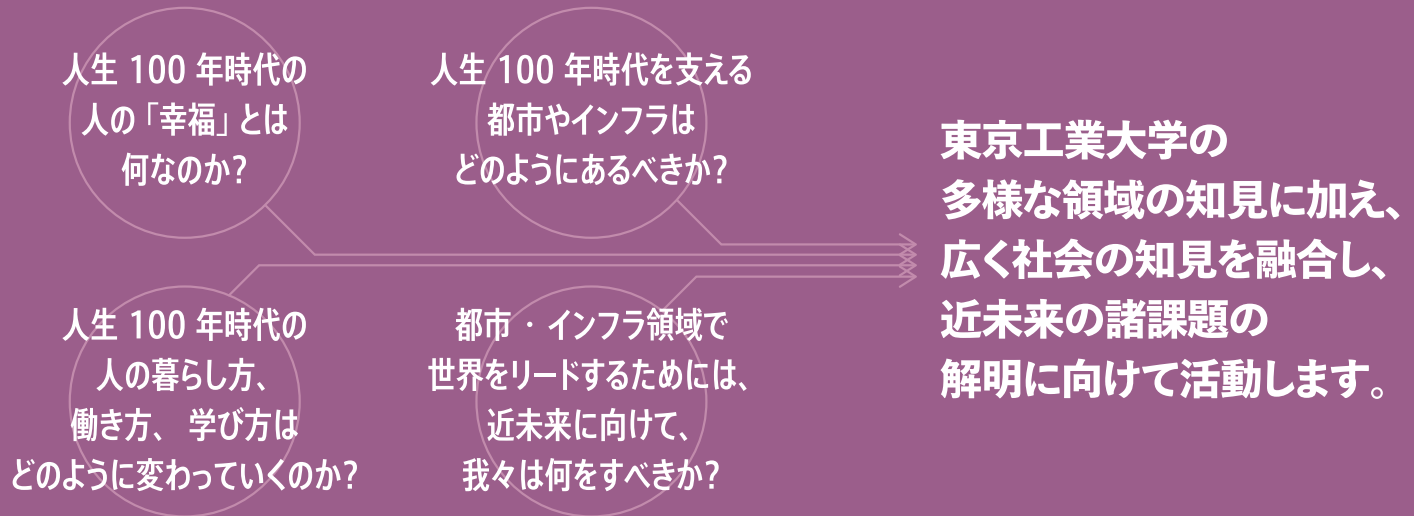 人生 100 年時代の
人の「幸福」とは
何なのか?
人生 100 年時代を支える
都市やインフラは
どのようにあるべきか?
人生 100 年時代の
人の暮らし方、
働き方、 学び方は
どのように変わっていくのか?
都市 ・ インフラ領域で
世界をリードするためには、
近未来に向けて、
我々は何をすべきか?
東京工業大学の
多様な領域の知見に加え、
広く社会の知見を融合し、
近未来の諸課題の
解明に向けて活動します。